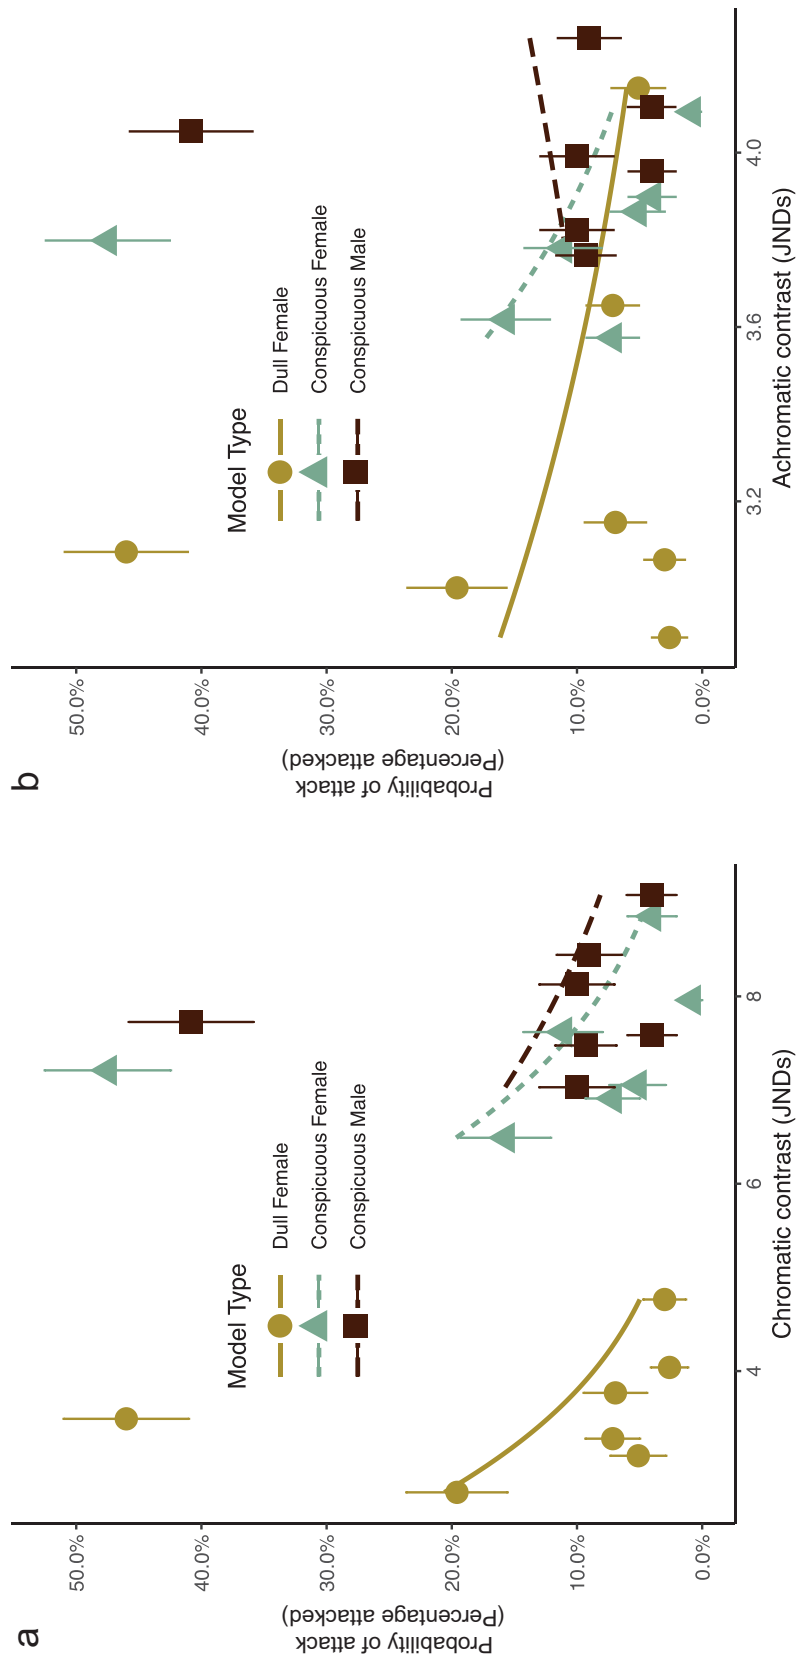 a
Probability of attack
(Percentage attacked)
50.0%
40.0%
30.0%
20.0%
10.0%
0.0%
Model Type
Dull Female
Conspicuous Female
Conspicuous Male
4
6
8
Chromatic contrast (JNDs)
b
Probability of attack
(Percentage attacked)
50.0%
40.0%
30.0%
20.0%
10.0%
0.0%
Model Type
Dull Female
Conspicuous Female
Conspicuous Male
3.2
3.6
4.0
Achromatic contrast (JNDs)